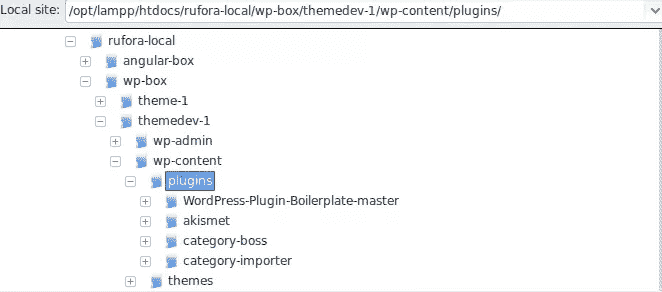 Local site: /opt/lampp/htdocs/rufora-local/wp-box/themedev-1/wp-content/plugins/
rufora-local
angular-box
wp-box
theme-1
themedev-1
wp-admin
wp-content
plugins
WordPress-Plugin-Boilerplate-master
akismet
category-boss
category-importer
themes